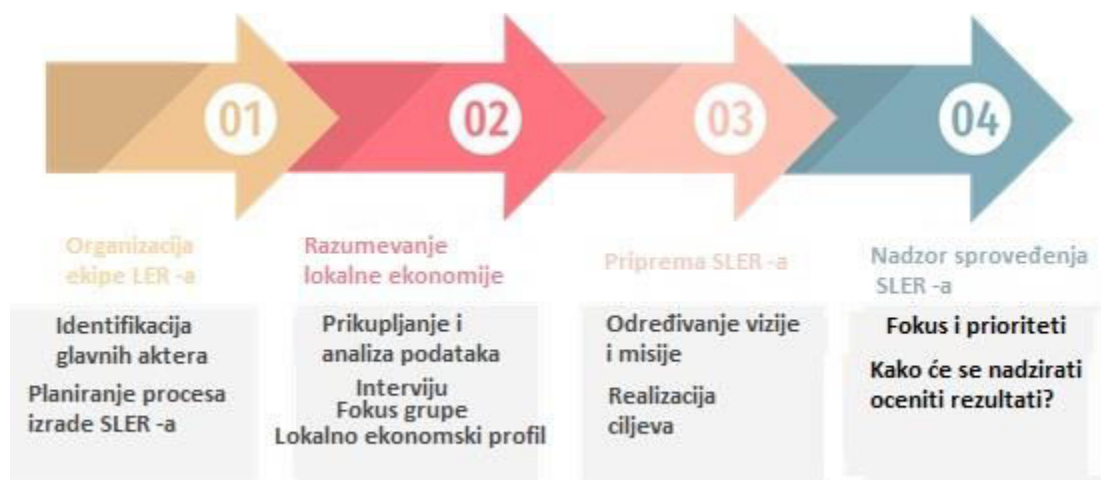 01
02
03
04
Organizacija
ekipe LER -a
Identifikacija
glavnih aktera
Planiranje procesa
izrade SLER -a
Razumevanje
lokalne ekonomije
Prikupljanje i
analiza podataka
Interviju
Fokus grupe
Lokalno ekonomski profil
Priprema SLER -a
Određivanje vizije
i misije
Realizacija
ciljeva
Nadzor sproveđenja
SLER -a
Fokus i prioriteti
Kako će se nadzirati
oceniti rezultati?